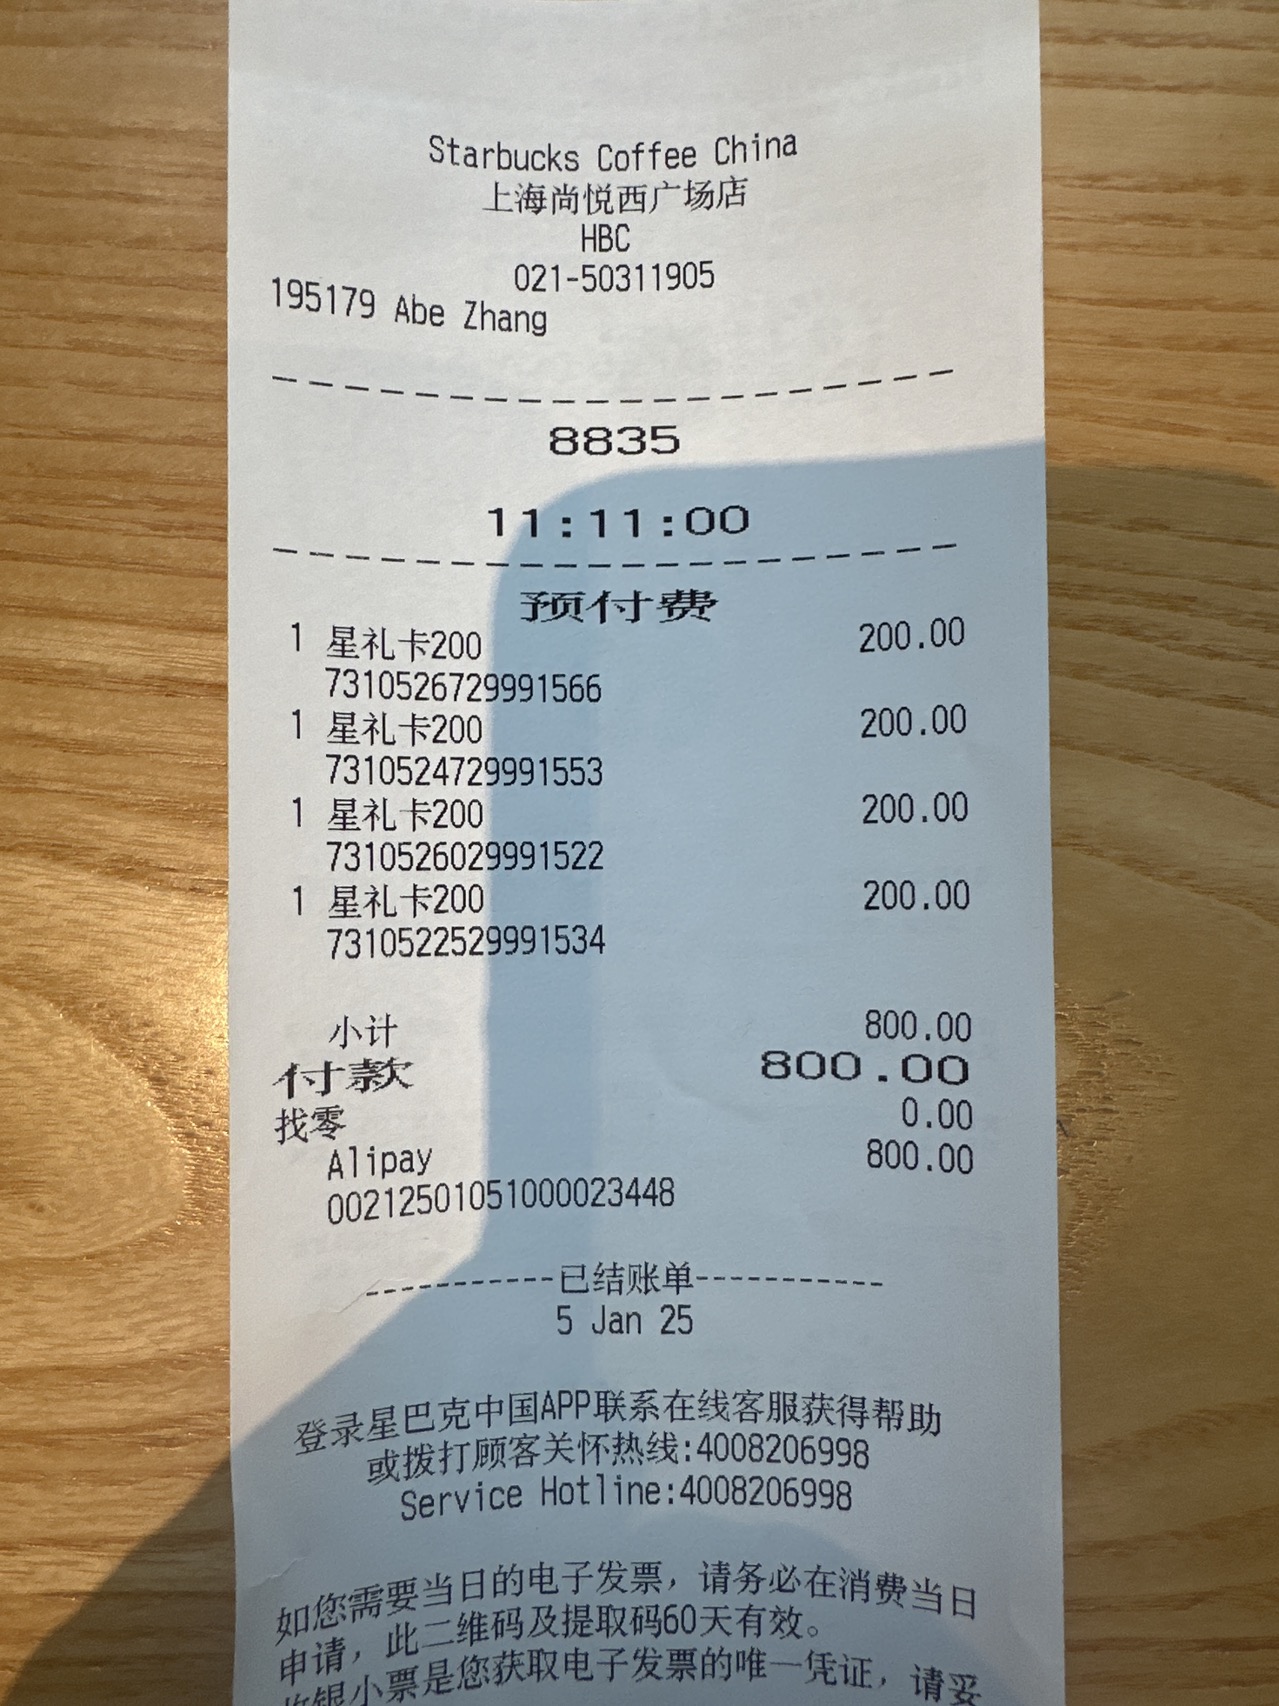 Starbucks Coffee China
上海尚悦西广场店
HBC
021-50311905
195179 Abe Zhang
8835
11:11:00
预付费
1 星礼卡200 200.00
7310526729991566
1 星礼卡200 200.00
7310524729991553
1 星礼卡200 200.00
7310526029991522
1 星礼卡200 200.00
7310522529991534
小计 800.00
付款 800.00
找零 0.00
Alipay 800.00
00212501051000023448
-----------已结账单-----------
5 Jan 25
登录星巴克中国APP联系在线客服获得帮助
或拨打顾客关怀热线:4008206998
Service Hotline:4008206998
如您需要当日的电子发票，请务必在消费当日
申请，此二维码及提取码60天有效。
银小票是您获取电子发票的唯一凭证，请妥